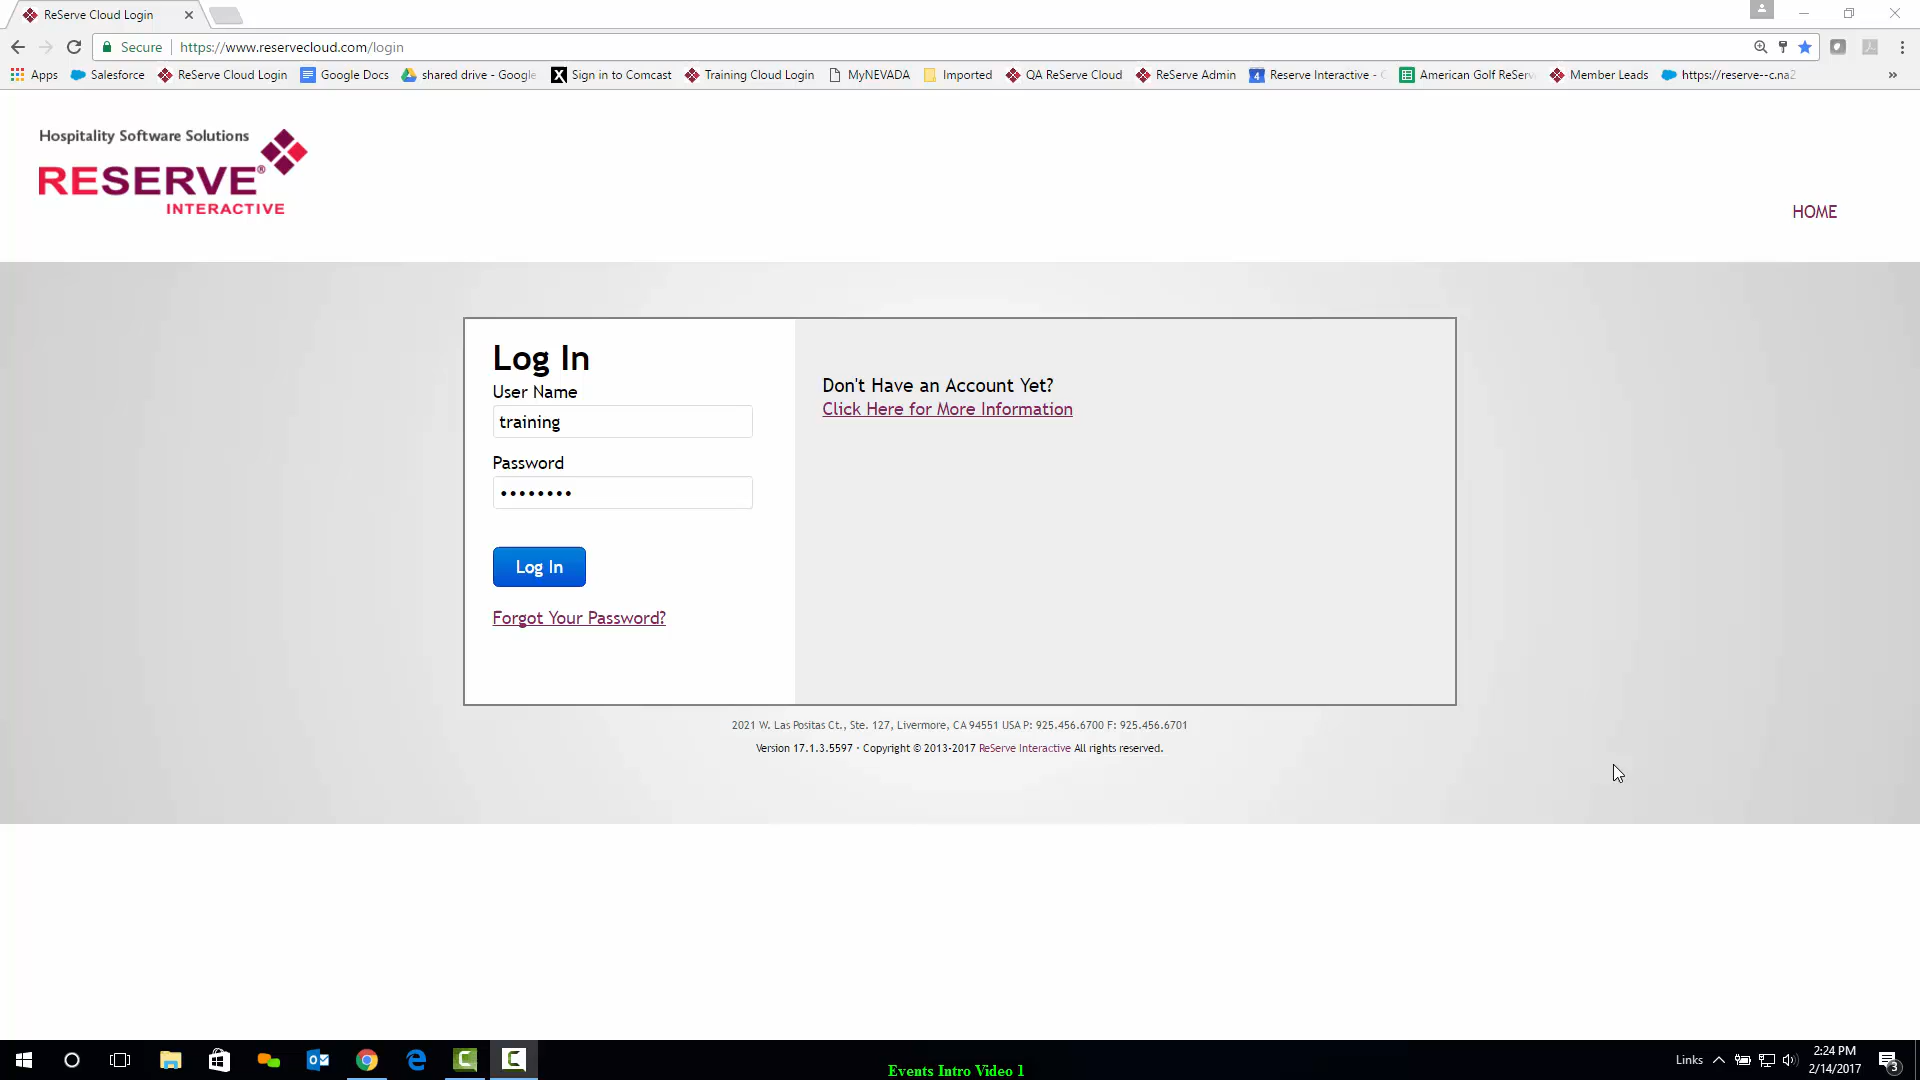 ReServe Cloud Login
Secure https://www.reservecloud.com/login
Apps Salesforce ReServe Cloud Login Google Docs shared drive - Google Sign in to Comcast Training Cloud Login MyNEVADA Imported QA ReServe Cloud ReServe Admin Reserve Interactive - American Golf ReServ Member Leads https://reserve--c.na2 »
Hospitality Software Solutions
RESERVE®
INTERACTIVE
HOME
Log In
User Name
training
Password
Log In
Forgot Your Password?
Don't Have an Account Yet?
Click Here for More Information
2021 W. Las Positas Ct., Ste. 127, Livermore, CA 94551 USA P: 925.456.6700 F: 925.456.6701
Version 17.1.3.5597 - Copyright © 2013-2017 ReServe Interactive All rights reserved.
Events Intro Video 1
Links
2:24 PM
2/14/2017
3